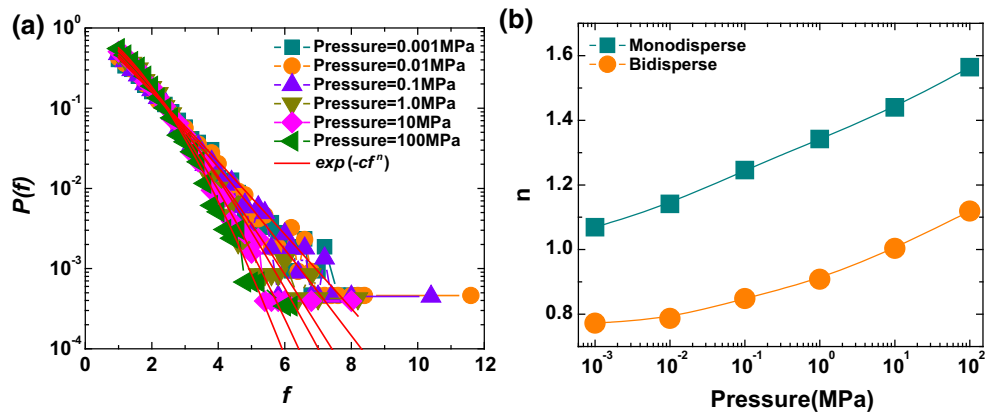 (a)
10^0
10^-1
10^-2
10^-3
10^-4
P(f)
Pressure=0.001MPa
Pressure=0.01MPa
Pressure=0.1MPa
Pressure=1.0MPa
Pressure=10MPa
Pressure=100MPa
exp (-cf^n)
0 2 4 6 8 10 12
f
(b)
1.6
1.4
1.2
1.0
0.8
n
Monodisperse
Bidisperse
10^-3 10^-2 10^-1 10^0 10^1 10^2
Pressure(MPa)